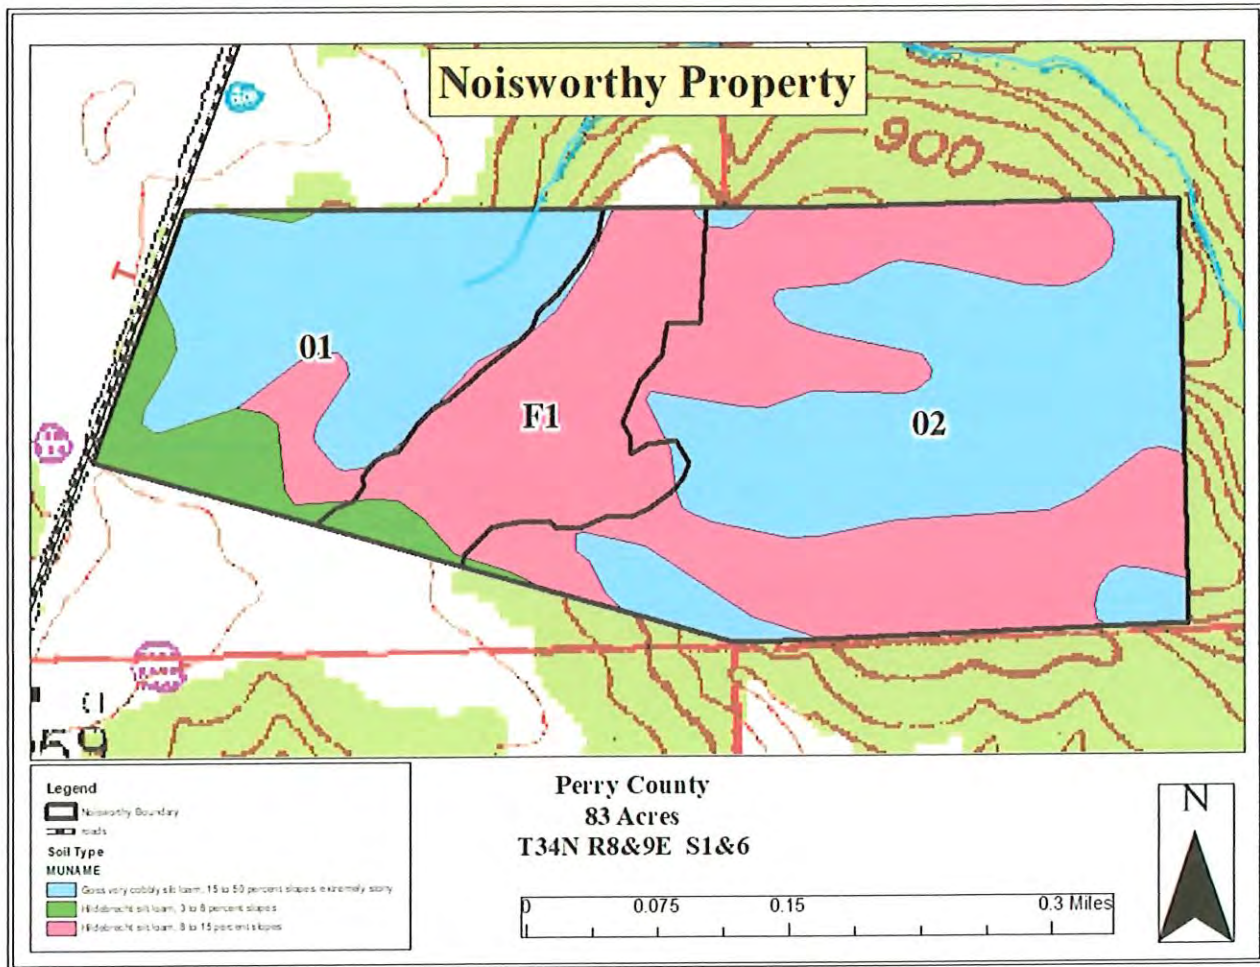 Noisworthy Property
900
01
F1
02
Legend
Noisworthy Boundary
roads
Soil Type
MUNAME
Goss very cobbly silt loam, 15 to 50 percent slopes, extremely stony
Hildebrecht silt loam, 3 to 8 percent slopes
Hildebrecht silt loam, 8 to 15 percent slopes
Perry County
83 Acres
T34N R8&9E S1&6
0 0.075 0.15 0.3 Miles
N